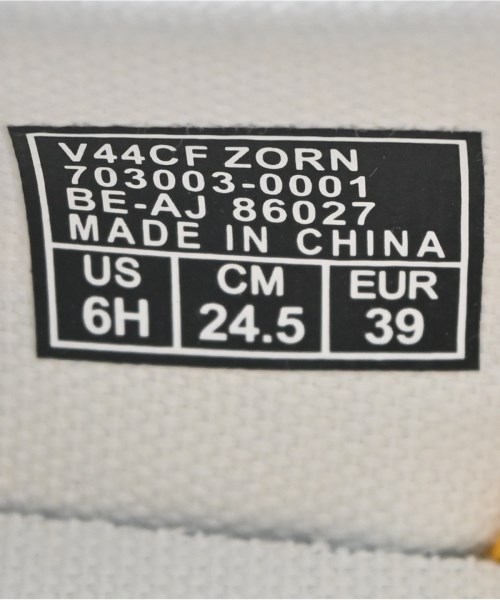 V44CF ZORN
703003-0001
BE-AJ 86027
MADE IN CHINA
US CM EUR
6H 24.5 39